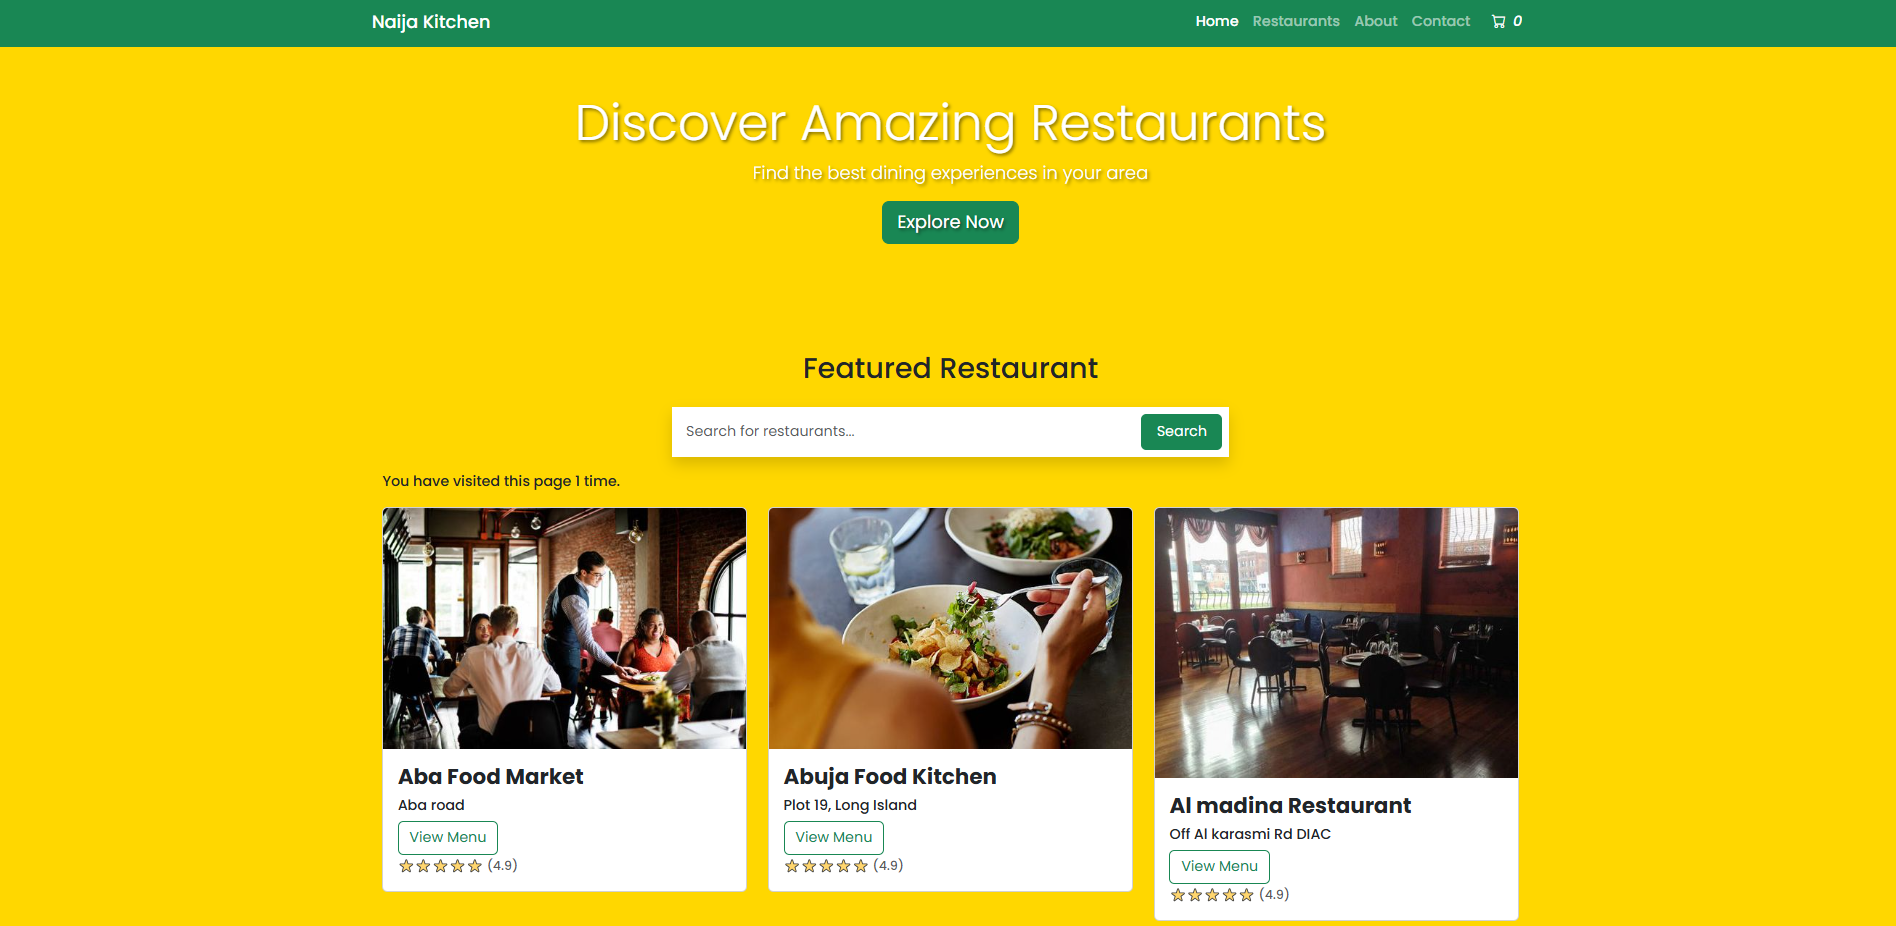 Naija Kitchen
Home Restaurants About Contact 0
Discover Amazing Restaurants
Find the best dining experiences in your area
Explore Now
Featured Restaurant
Search for restaurants...
Search
You have visited this page 1 time.
Aba Food Market
Aba road
View Menu
(4.9)
Abuja Food Kitchen
Plot 19, Long Island
View Menu
(4.9)
Al madina Restaurant
Off Al karasmi Rd DIAC
View Menu
(4.9)